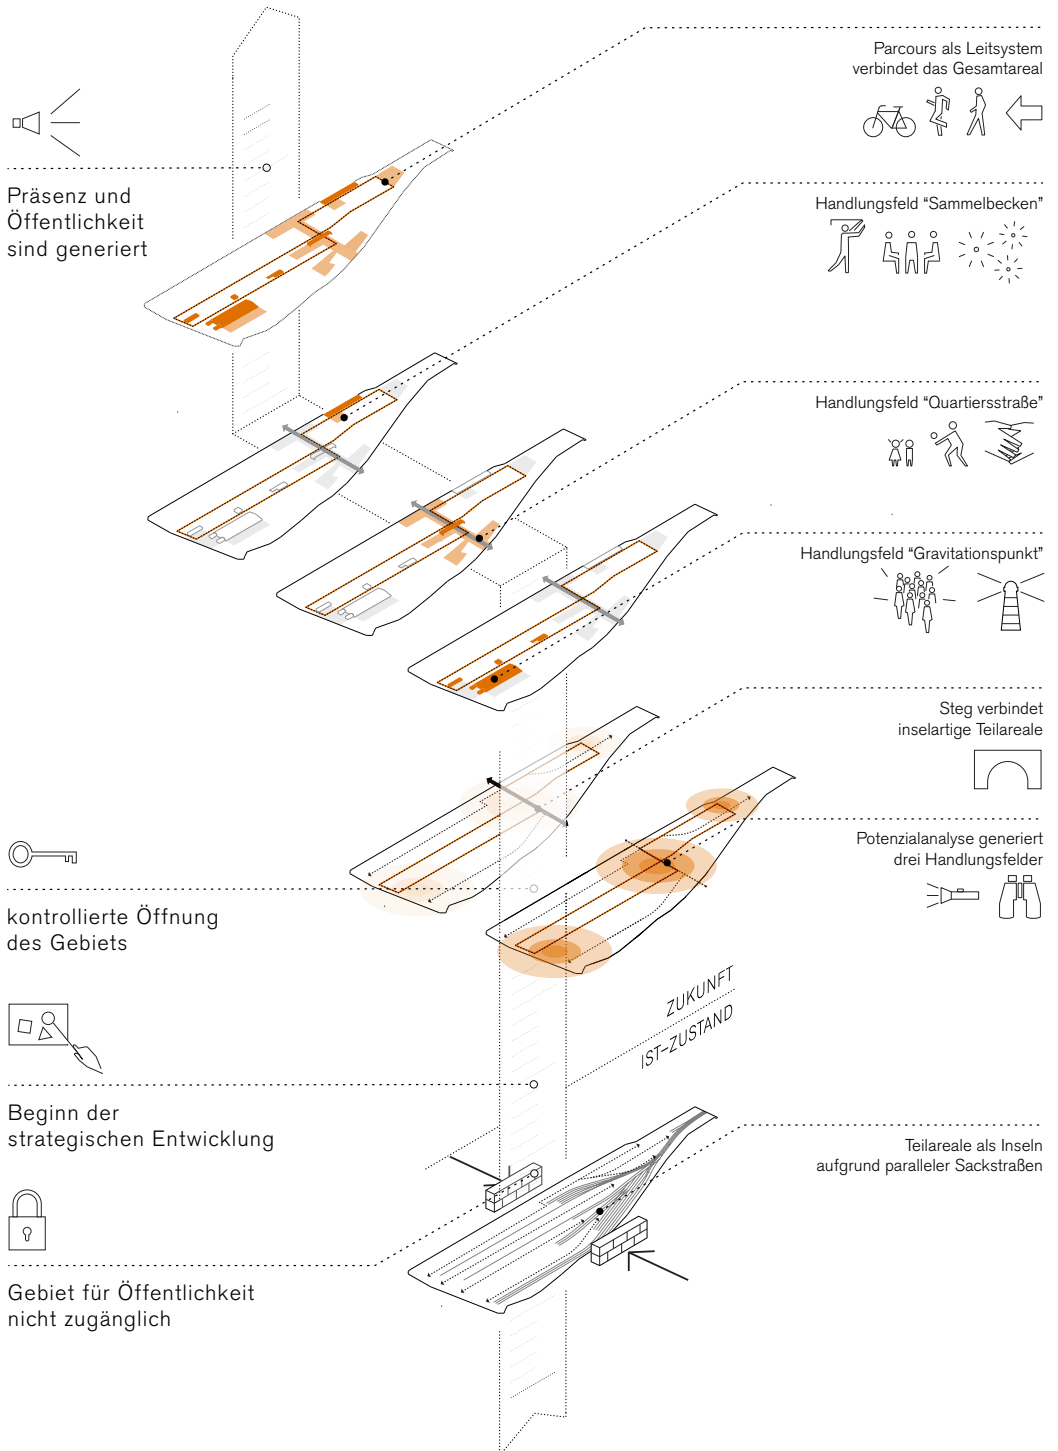 Parcours als Leitsystem
verbindet das Gesamtareal
Präsenz und
Öffentlichkeit
sind generiert
Handlungsfeld “Sammelbecken”
Handlungsfeld “Quartiersstraße”
Handlungsfeld “Gravitationspunkt”
Steg verbindet
inselartige Teilareale
Potenzialanalyse generiert
drei Handlungsfelder
kontrollierte Öffnung
des Gebiets
ZUKUNFT
IST-ZUSTAND
Beginn der
strategischen Entwicklung
Teilareale als Inseln
aufgrund paralleler Sackstraßen
Gebiet für Öffentlichkeit
nicht zugänglich